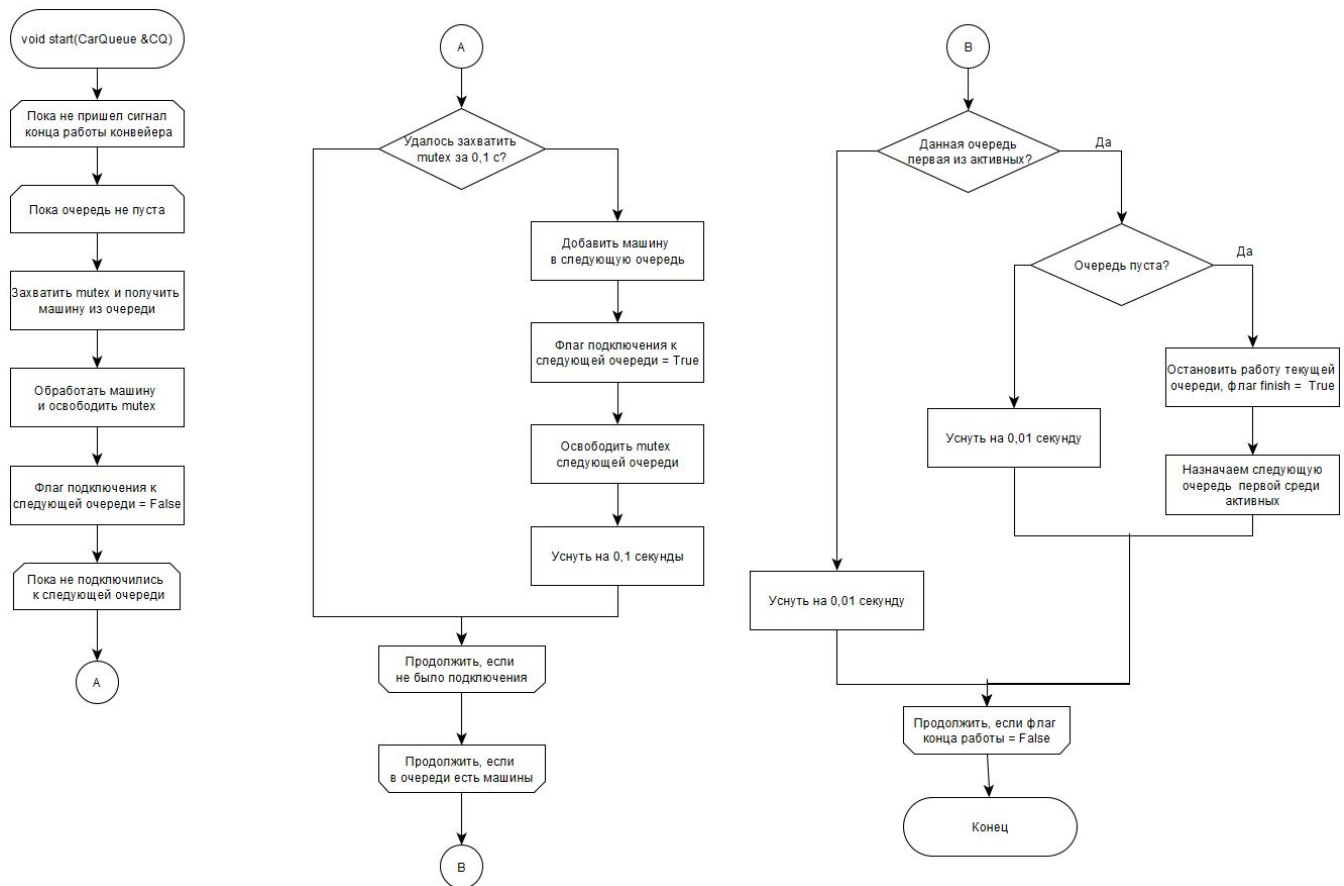 void start(CarQueue &CQ)
Пока не пришел сигнал
конца работы конвейера
Пока очередь не пуста
Захватить mutex и получить
машину из очереди
Обработать машину
и освободить mutex
Флаг подключения к
следующей очереди = False
Пока не подключились
к следующей очереди
A
A
Удалось захватить
mutex за 0,1 с?
Добавить машину
в следующую очередь
Флаг подключения к
следующей очереди = True
Освободить mutex
следующей очереди
Уснуть на 0,1 секунды
Продолжить, если
не было подключения
Продолжить, если
в очереди есть машины
B
B
Данная очередь
первая из активных?
Да
Очередь пуста?
Да
Остановить работу текущей
очереди, флаг finish = True
Уснуть на 0,01 секунду
Назначаем следующую
очередь первой среди
активных
Уснуть на 0,01 секунду
Продолжить, если флаг
конца работы = False
Конец